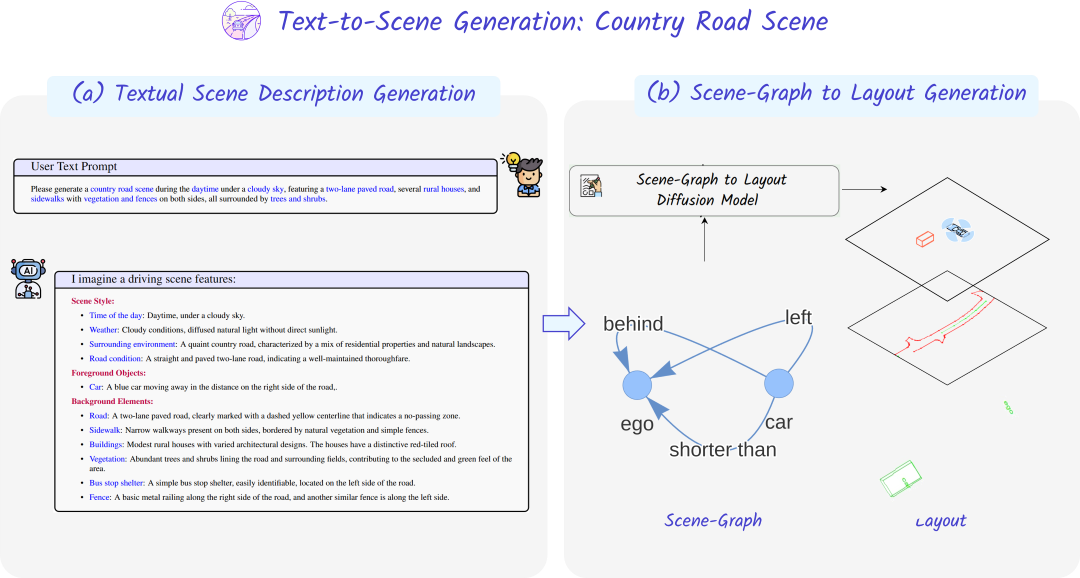 Text-to-Scene Generation: Country Road Scene
(a) Textual Scene Description Generation
User Text Prompt
Please generate a country road scene during the daytime under a cloudy sky, featuring a two-lane paved road, several rural houses, and
sidewalks with vegetation and fences on both sides, all surrounded by trees and shrubs.
AI
I imagine a driving scene features:
Scene Style:
• Time of the day: Daytime, under a cloudy sky.
• Weather: Cloudy conditions, diffused natural light without direct sunlight.
• Surrounding environment: A quaint country road, characterized by a mix of residential properties and natural landscapes.
• Road condition: A straight and paved two-lane road, indicating a well-maintained thoroughfare.
Foreground Objects:
• Car: A blue car moving away in the distance on the right side of the road,.
Background Elements:
• Road: A two-lane paved road, clearly marked with a dashed yellow centerline that indicates a no-passing zone.
• Sidewalk: Narrow walkways present on both sides, bordered by natural vegetation and simple fences.
• Buildings: Modest rural houses with varied architectural designs. The houses have a distinctive red-tiled roof.
• Vegetation: Abundant trees and shrubs lining the road and surrounding fields, contributing to the secluded and green feel of the
area.
• Bus stop shelter: A simple bus stop shelter, easily identifiable, located on the left side of the road.
• Fence: A basic metal railing along the right side of the road, and another similar fence is along the left side.
(b) Scene-Graph to Layout Generation
Scene-Graph to Layout
Diffusion Model
behind
left
ego
car
shorter than
ego
Scene-Graph
Layout